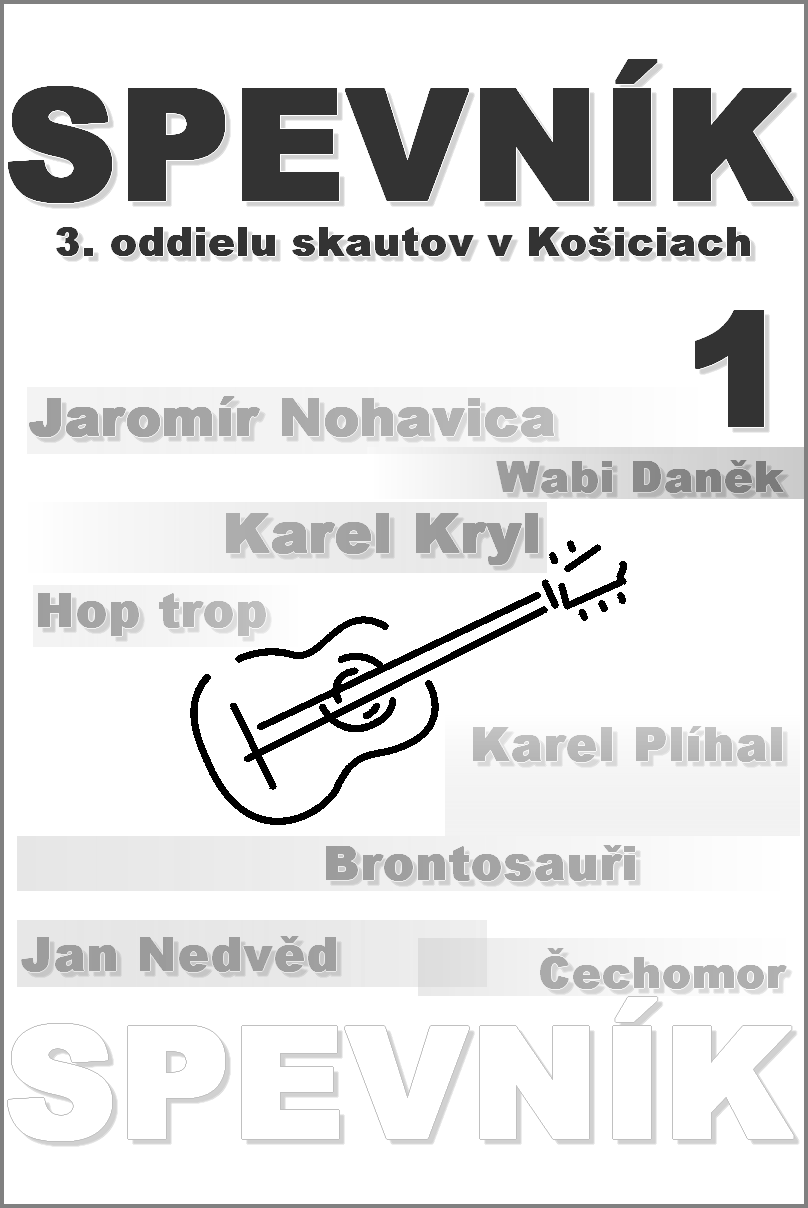 SPEVNÍK
3. oddielu skautov v Košiciach
1
Jaromír Nohavica
Wabi Daněk
Karel Kryl
Hop trop
Karel Plíhal
Brontosauři
Jan Nedvěd
Čechomor
SPEVNÍK